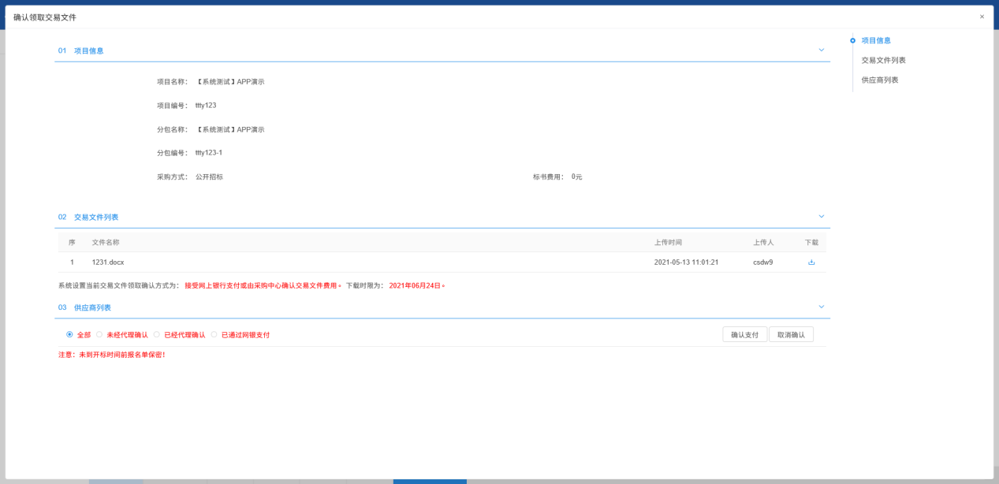 确认领取交易文件 ×
01 项目信息
项目信息
交易文件列表
供应商列表
项目名称： 【系统测试】APP演示
项目编号： ttty123
分包名称： 【系统测试】APP演示
分包编号： ttty123-1
采购方式： 公开招标 标书费用： 0元
02 交易文件列表
序 文件名称 上传时间 上传人 下载
1 1231.docx 2021-05-13 11:01:21 csdw9
系统设置当前交易文件领取确认方式为： 接受网上银行支付或由采购中心确认交易文件费用。 下载时限为： 2021年06月24日。
03 供应商列表
全部 未经代理确认 已经代理确认 已通过网银支付 确认支付 取消确认
注意：未到开标时间前报名单保密！